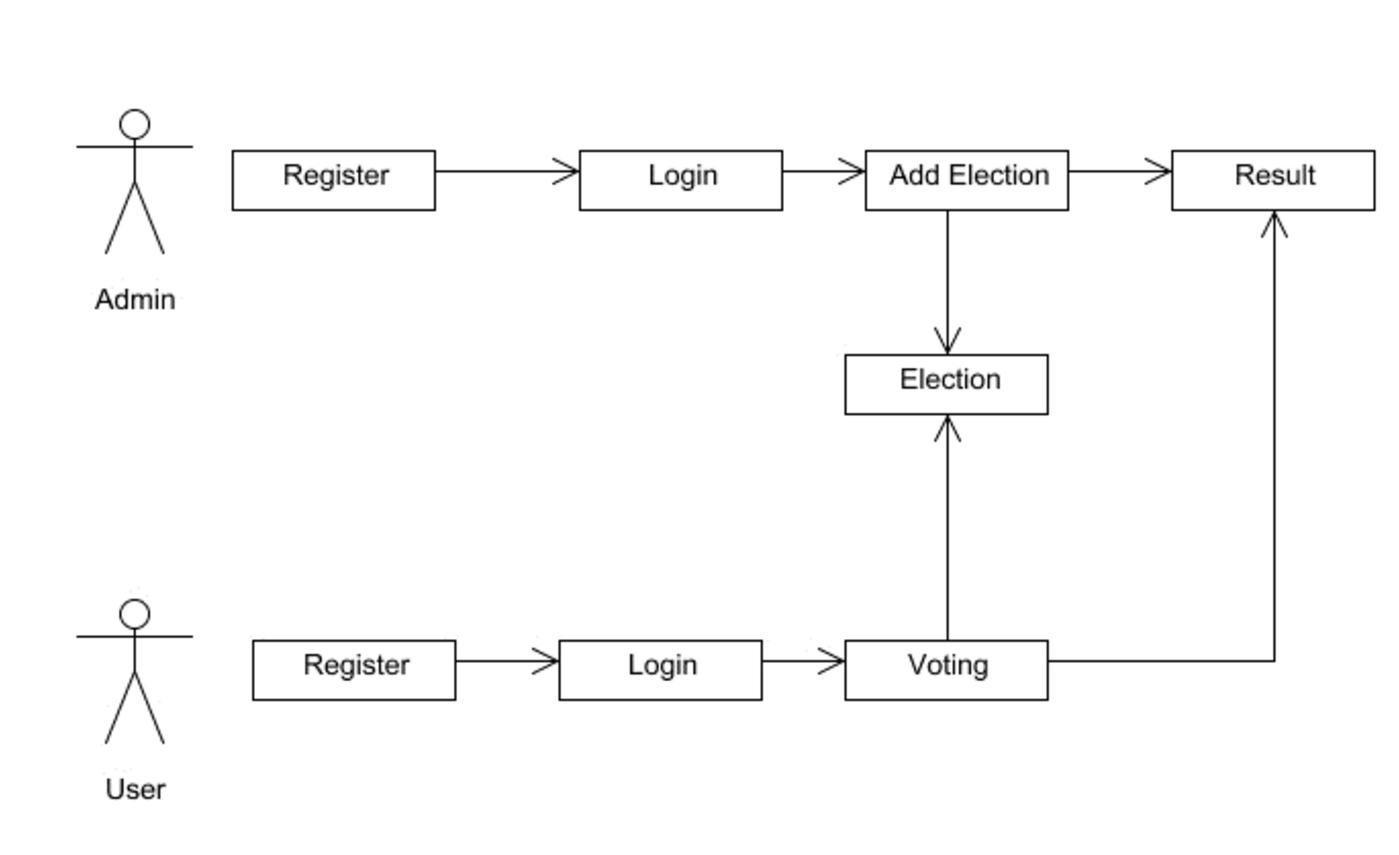 Register
Login
Add Election
Result
Admin
Election
Register
Login
Voting
User